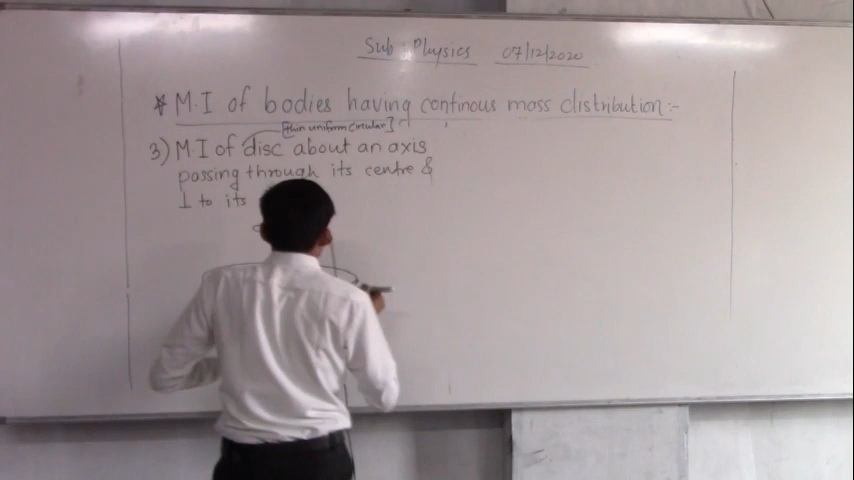 Sub : Physics 07/12/2020
* M.I of bodies having continous mass distribution:-
[thin uniform circular]
3) M.I of disc about an axis
passing through its centre &
⊥ to its